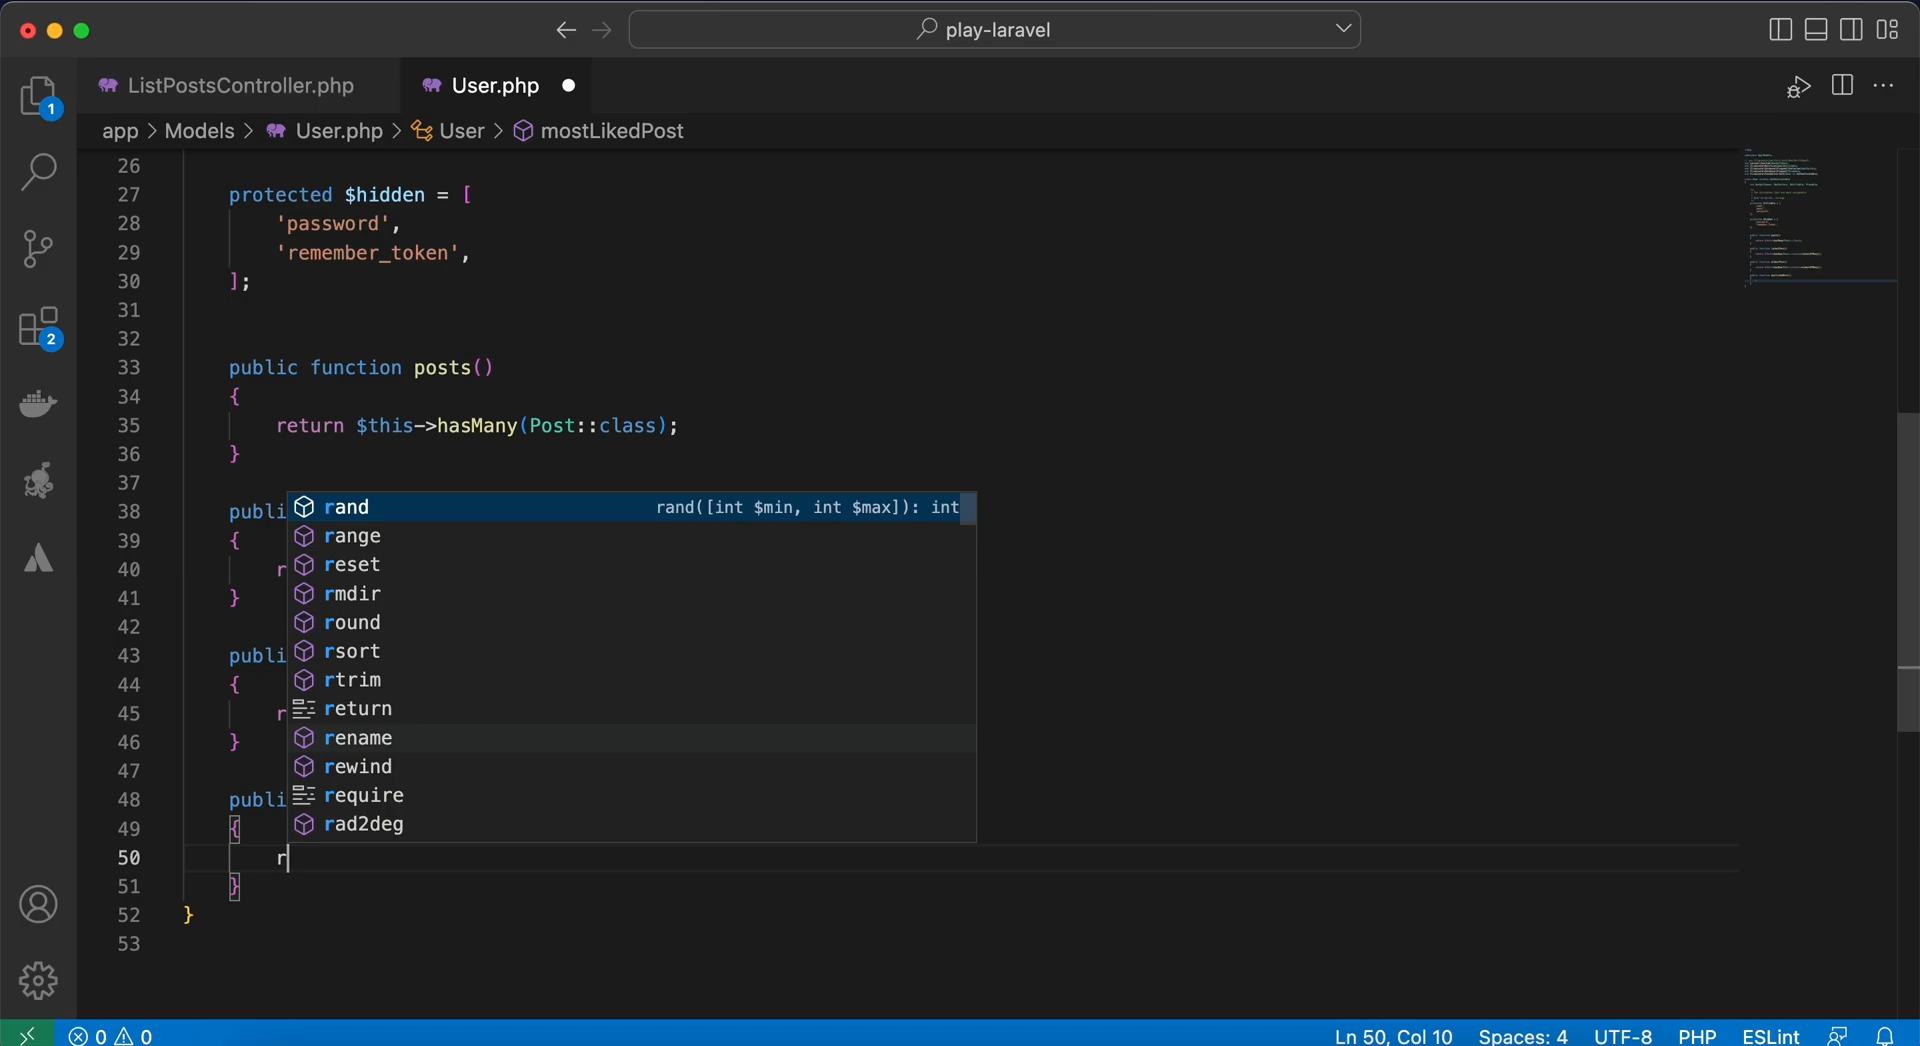 play-laravel
1
ListPostsController.php
User.php
app > Models > User.php > User > mostLikedPost
26
27 protected $hidden = [
28 'password',
29 'remember_token',
30 ];
31
32
33 public function posts()
34 {
35 return $this->hasMany(Post::class);
36 }
37
38 publi
39 {
40 r
41 }
42
43 publi
44 {
45 r
46 }
47
48 publi
49 {
50 r
51 }
52 }
53
rand rand([int $min, int $max]): int
range
reset
rmdir
round
rsort
rtrim
return
rename
rewind
require
rad2deg
2
0 0
Ln 50, Col 10 Spaces: 4 UTF-8 PHP ESLint